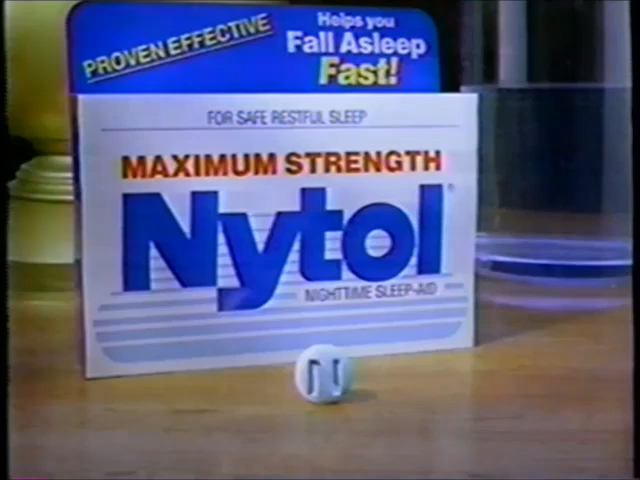 PROVEN EFFECTIVE
Helps you
Fall Asleep
Fast!
FOR SAFE RESTFUL SLEEP
MAXIMUM STRENGTH
Nytol®
NIGHTTIME SLEEP-AID
N